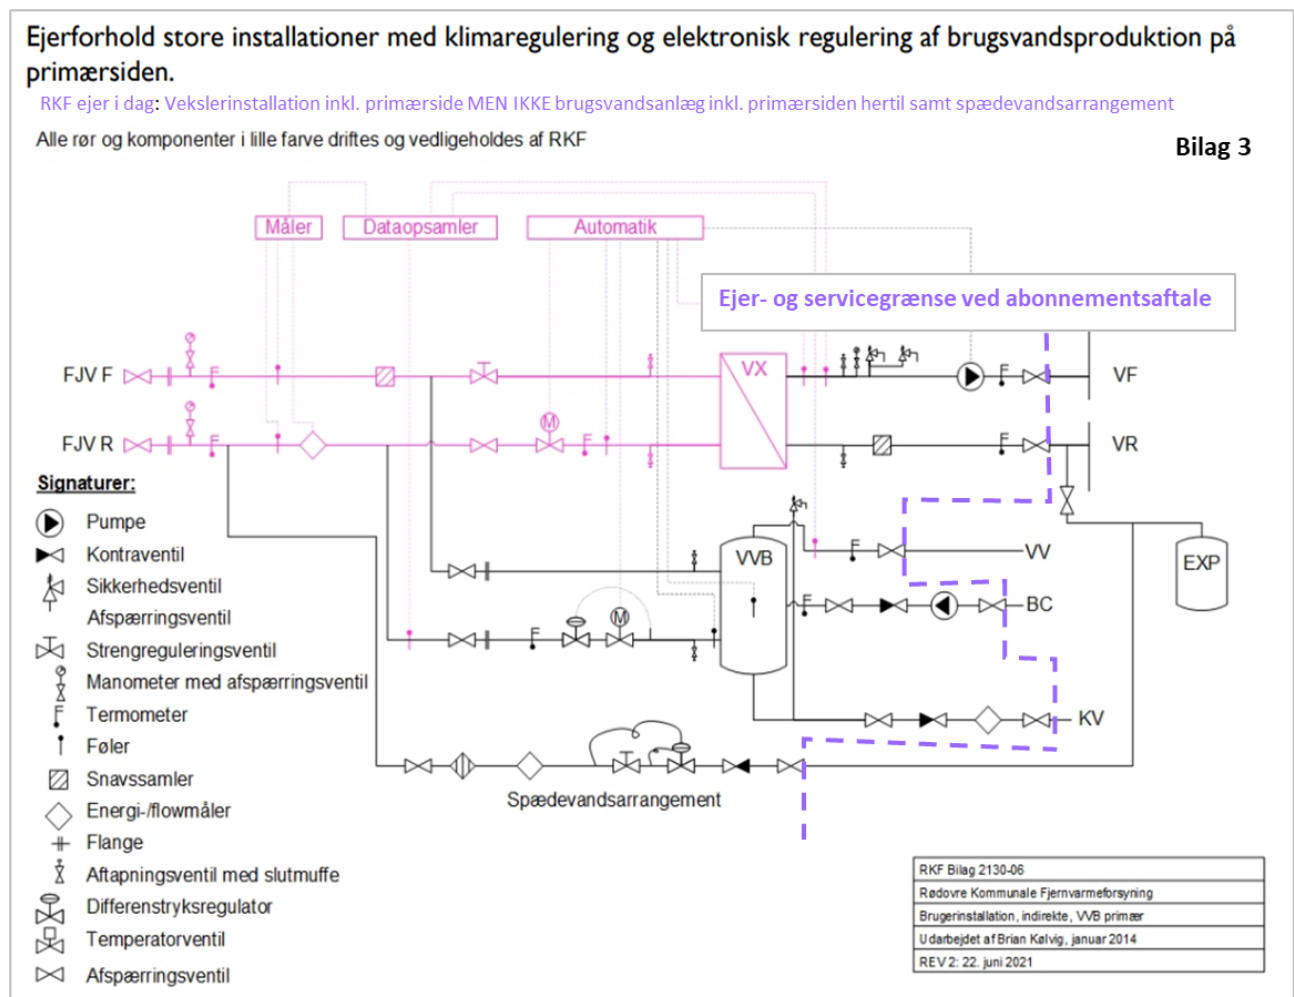 Ejerforhold store installationer med klimaregulering og elektronisk regulering af brugsvandsproduktion på
primærsiden.
RKF ejer i dag: Vekslerinstallation inkl. primærside MEN IKKE brugsvandsanlæg inkl. primærsiden hertil samt spædevandsarrangement
Alle rør og komponenter i lille farve driftes og vedligeholdes af RKF
Bilag 3
Måler
Dataopsamler
Automatik
Ejer- og servicegrænse ved abonnementsaftale
FJV F
VX
VF
M
FJV R
VR
Signaturer:
Pumpe
Kontraventil
Sikkerhedsventil
Afspærringsventil
Strengreguleringsventil
Manometer med afspærringsventil
Termometer
Føler
Snavssamler
Energi-/flowmåler
Flange
Aftapningsventil med slutmuffe
Differenstryksregulator
Temperatorventil
Afspærringsventil
VVB
VV
EXP
M
BC
KV
Spædevandsarrangement
RKF Bilag 2130-06
Rødovre Kommunale Fjernvarmeforsyning
Brugerinstallation, indirekte, VVB primær
Udarbejdet af Brian Kølvig, januar 2014
REV 2: 22. juni 2021